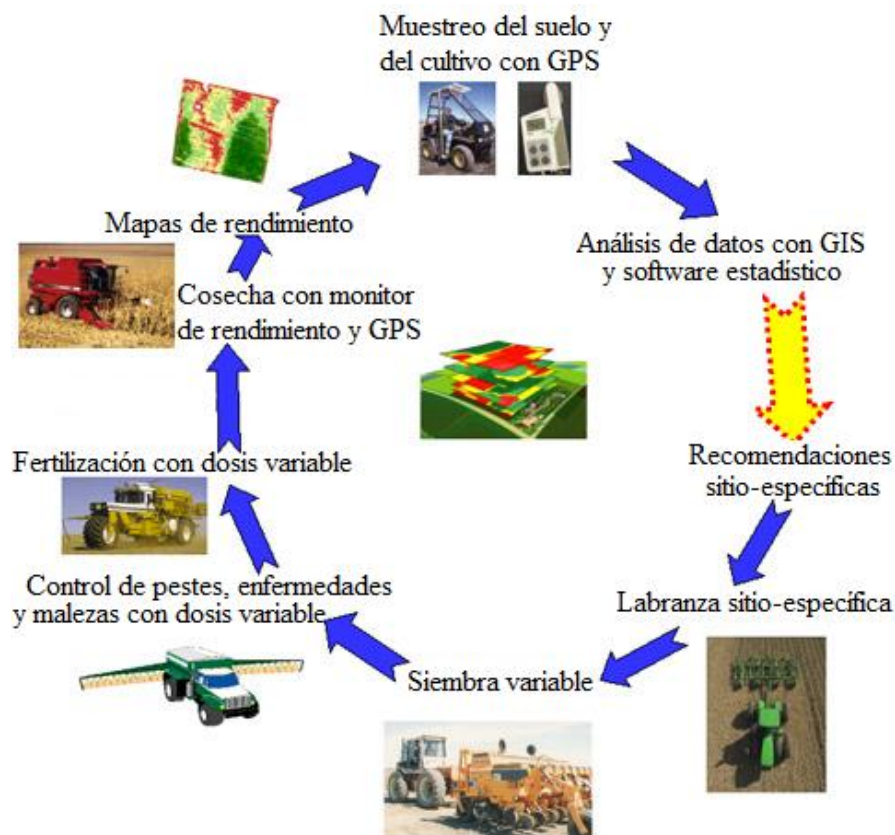 Muestreo del suelo y
del cultivo con GPS
Análisis de datos con GIS
y software estadístico
Recomendaciones
sitio-específicas
Labranza sitio-específica
Siembra variable
Control de pestes, enfermedades
y malezas con dosis variable
Fertilización con dosis variable
Cosecha con monitor
de rendimiento y GPS
Mapas de rendimiento